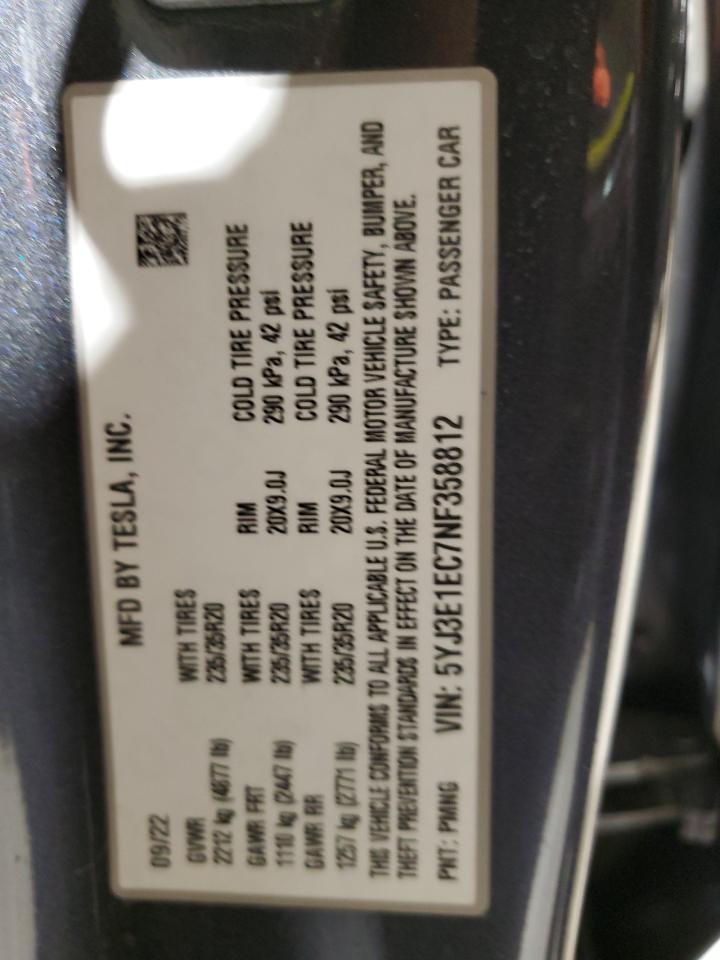 MFD BY TESLA, INC.
09/22
GVWR WITH TIRES
2212 kg (4877 lb) 235/35R20
GAWR FRT WITH TIRES RIM COLD TIRE PRESSURE
1110 kg (2447 lb) 235/35R20 20X9.0J 290 kPa, 42 psi
GAWR RR WITH TIRES RIM COLD TIRE PRESSURE
1257 kg (2771 lb) 235/35R20 20X9.0J 290 kPa, 42 psi
THIS VEHICLE CONFORMS TO ALL APPLICABLE U.S. FEDERAL MOTOR VEHICLE SAFETY, BUMPER, AND
THEFT PREVENTION STANDARDS IN EFFECT ON THE DATE OF MANUFACTURE SHOWN ABOVE.
PNT: PMNG VIN: 5YJ3E1EC7NF358812 TYPE: PASSENGER CAR